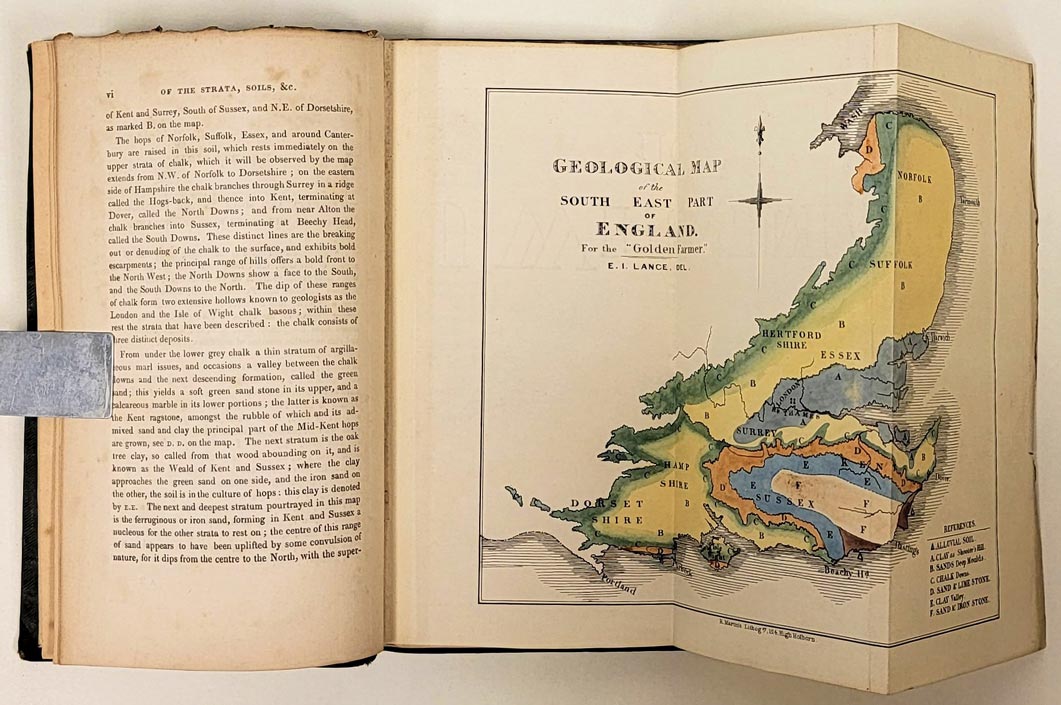 vi OF THE STRATA, SOILS, &c.
of Kent and Surrey, South of Sussex, and N.E. of Dorsetshire,
as marked B. on the map.
The hops of Norfolk, Suffolk, Essex, and around Canter-
bury are raised in this soil, which rests immediately on the
upper strata of chalk, which it will be observed by the map
extends from N.W. of Norfolk to Dorsetshire ; on the eastern
side of Hampshire the chalk branches through Surrey in a ridge
called the Hogs-back, and thence into Kent, terminating at
Dover, called the North Downs ; and from near Alton the
chalk branches into Sussex, terminating at Beechy Head,
called the South Downs. These distinct lines are the breaking
out or denuding of the chalk to the surface, and exhibits bold
escarpments ; the principal range of hills offers a bold front to
the North West ; the North Downs show a face to the South,
and the South Downs to the North. The dip of these ranges
of chalk form two extensive hollows known to geologists as the
London and the Isle of Wight chalk basons ; within these
rest the strata that have been described : the chalk consists of
three distinct deposits.
From under the lower grey chalk a thin stratum of argilla-
eous marl issues, and occasions a valley between the chalk
downs and the next descending formation, called the green
sand ; this yields a soft green sand stone in its upper, and a
calcareous marble in its lower portions ; the latter is known as
the Kent ragstone, amongst the rubble of which and its ad-
mixed sand and clay the principal part of the Mid-Kent hops
are grown, see D. D. on the map. The next stratum is the oak
tree clay, so called from that wood abounding on it, and is
known as the Weald of Kent and Sussex ; where the clay
approaches the green sand on one side, and the iron sand on
the other, the soil is in the culture of hops : this clay is denoted
by E.E. The next and deepest stratum pourtrayed in this map
is the ferruginous or iron sand, forming in Kent and Sussex a
nucleous for the other strata to rest on ; the centre of this range
of sand appears to have been uplifted by some convulsion of
nature, for it dips from the centre to the North, with the super-
GEOLOGICAL MAP
of the
SOUTH EAST PART
OF
ENGLAND.
For the "Golden Farmer."
E. I. LANCE, DEL.
C
D
NORFOLK
B
C
Yarmouth
C SUFFOLK
B
C
B
HERTFORD
SHIRE
C
ESSEX
Harwich
A
B
LONDON
B
R. THAMES
A
SURREY
C
D
KENT
B
HAMP
SHIRE
B
D
E
E
E
F
E
SUSSEX
F
F
Dover
DORSET
SHIRE
C
B
C
B
C
D
E
Hastings
Beachy Hd
Portland
REFERENCES.
A ALLUVIAL SOIL.
A. CLAY as Shooter's Hill.
B. SANDS Deep Moulds.
C. CHALK Downs.
D. SAND & LIME STONE.
E. CLAY Valley.
F. SAND & IRON STONE.
R. Martin Lithog. 124, High Holborn